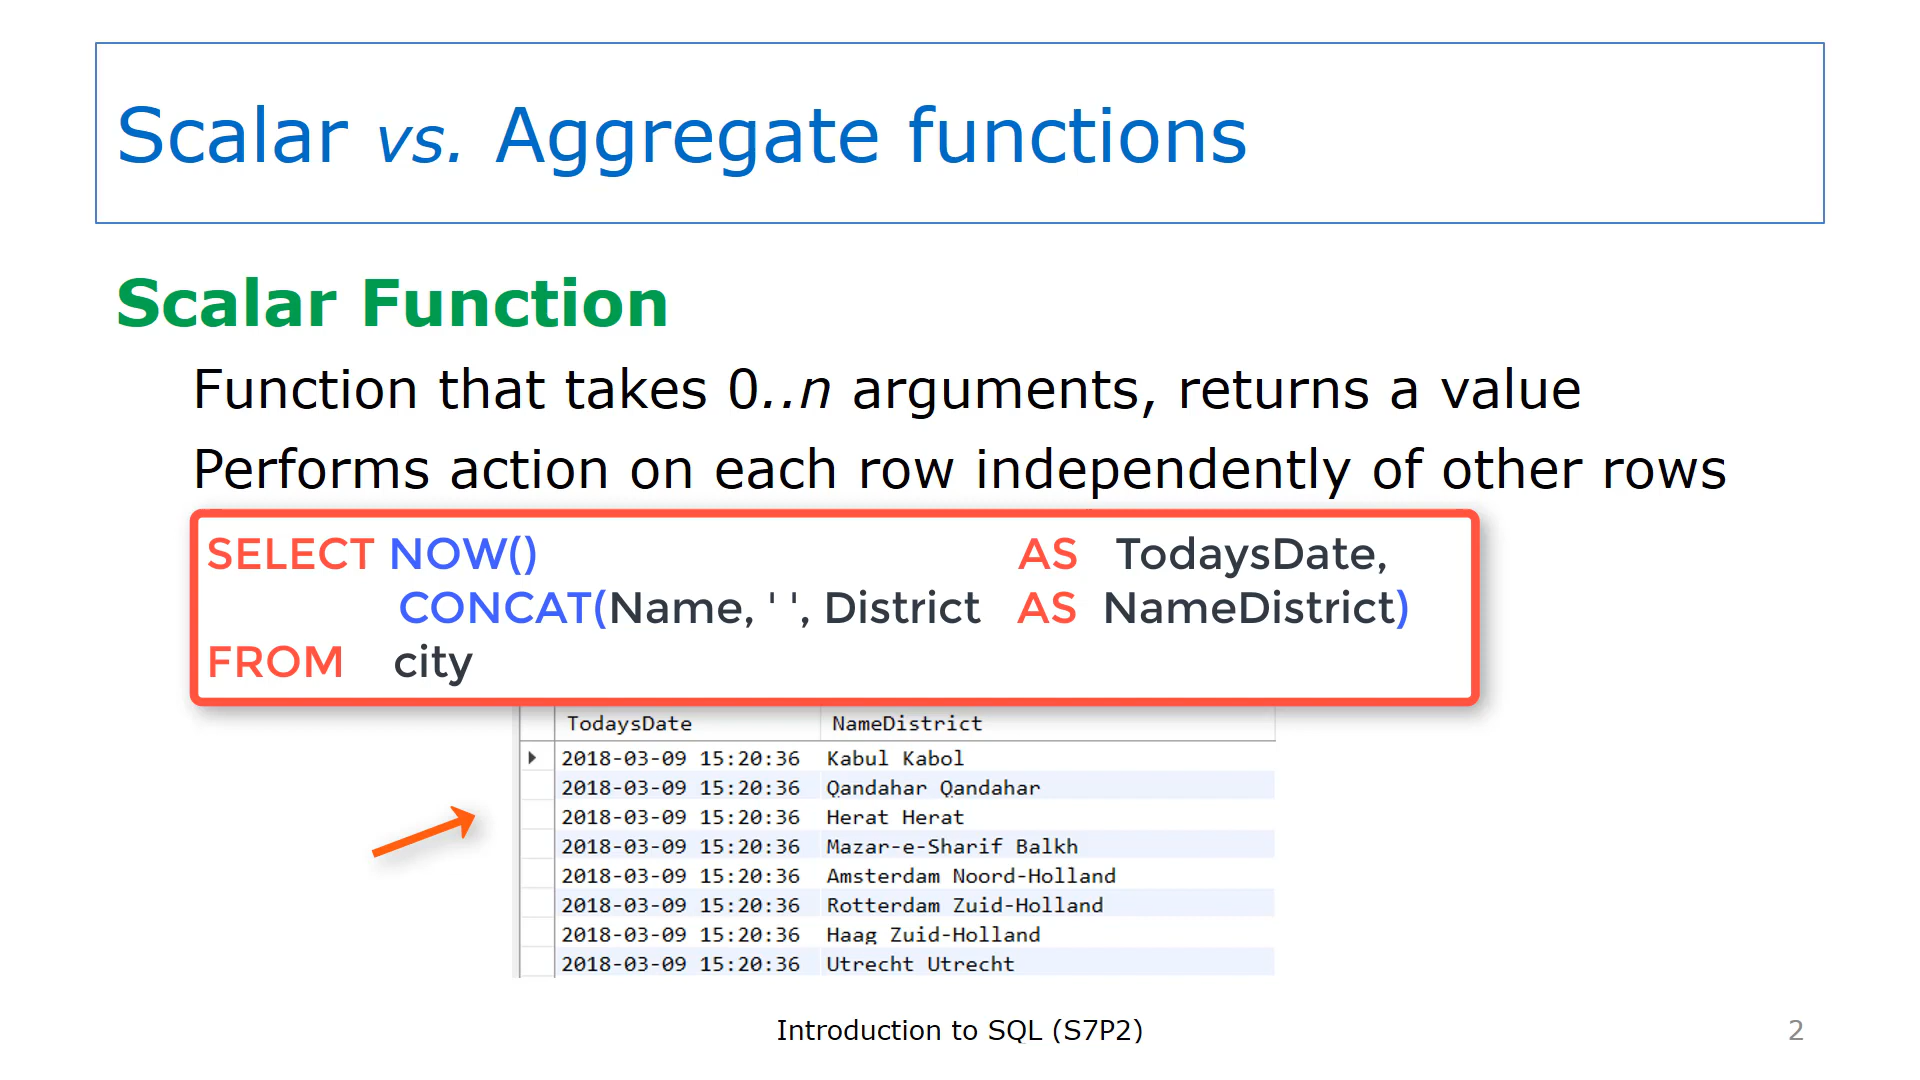 Scalar vs. Aggregate functions
Scalar Function
Function that takes 0..n arguments, returns a value
Performs action on each row independently of other rows
SELECT NOW() AS TodaysDate,
CONCAT(Name, ' ', District AS NameDistrict)
FROM city
TodaysDate NameDistrict
2018-03-09 15:20:36 Kabul Kabol
2018-03-09 15:20:36 Qandahar Qandahar
2018-03-09 15:20:36 Herat Herat
2018-03-09 15:20:36 Mazar-e-Sharif Balkh
2018-03-09 15:20:36 Amsterdam Noord-Holland
2018-03-09 15:20:36 Rotterdam Zuid-Holland
2018-03-09 15:20:36 Haag Zuid-Holland
2018-03-09 15:20:36 Utrecht Utrecht
Introduction to SQL (S7P2)
2